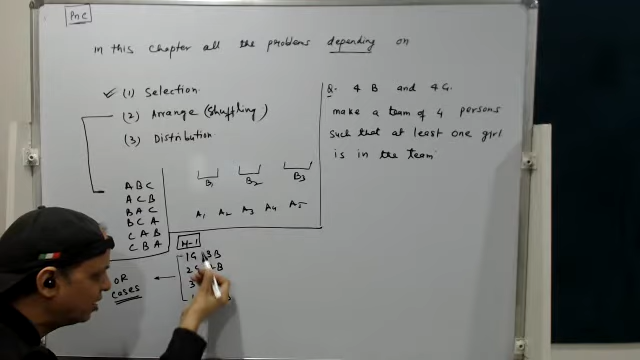 PnC
In this chapter all the problems depending on
✓ (1) Selection.
(2) Arrange (Shuffling)
(3) Distribution.
A B C
A C B
B A C
B C A
C A B
C B A
B1 B2 B3
A1 A2 A3 A4 A5
Q. 4 B and 4 G.
make a team of 4 persons
such that at least one girl
is in the team
M-1
1G B
2G B
3
OR
cases